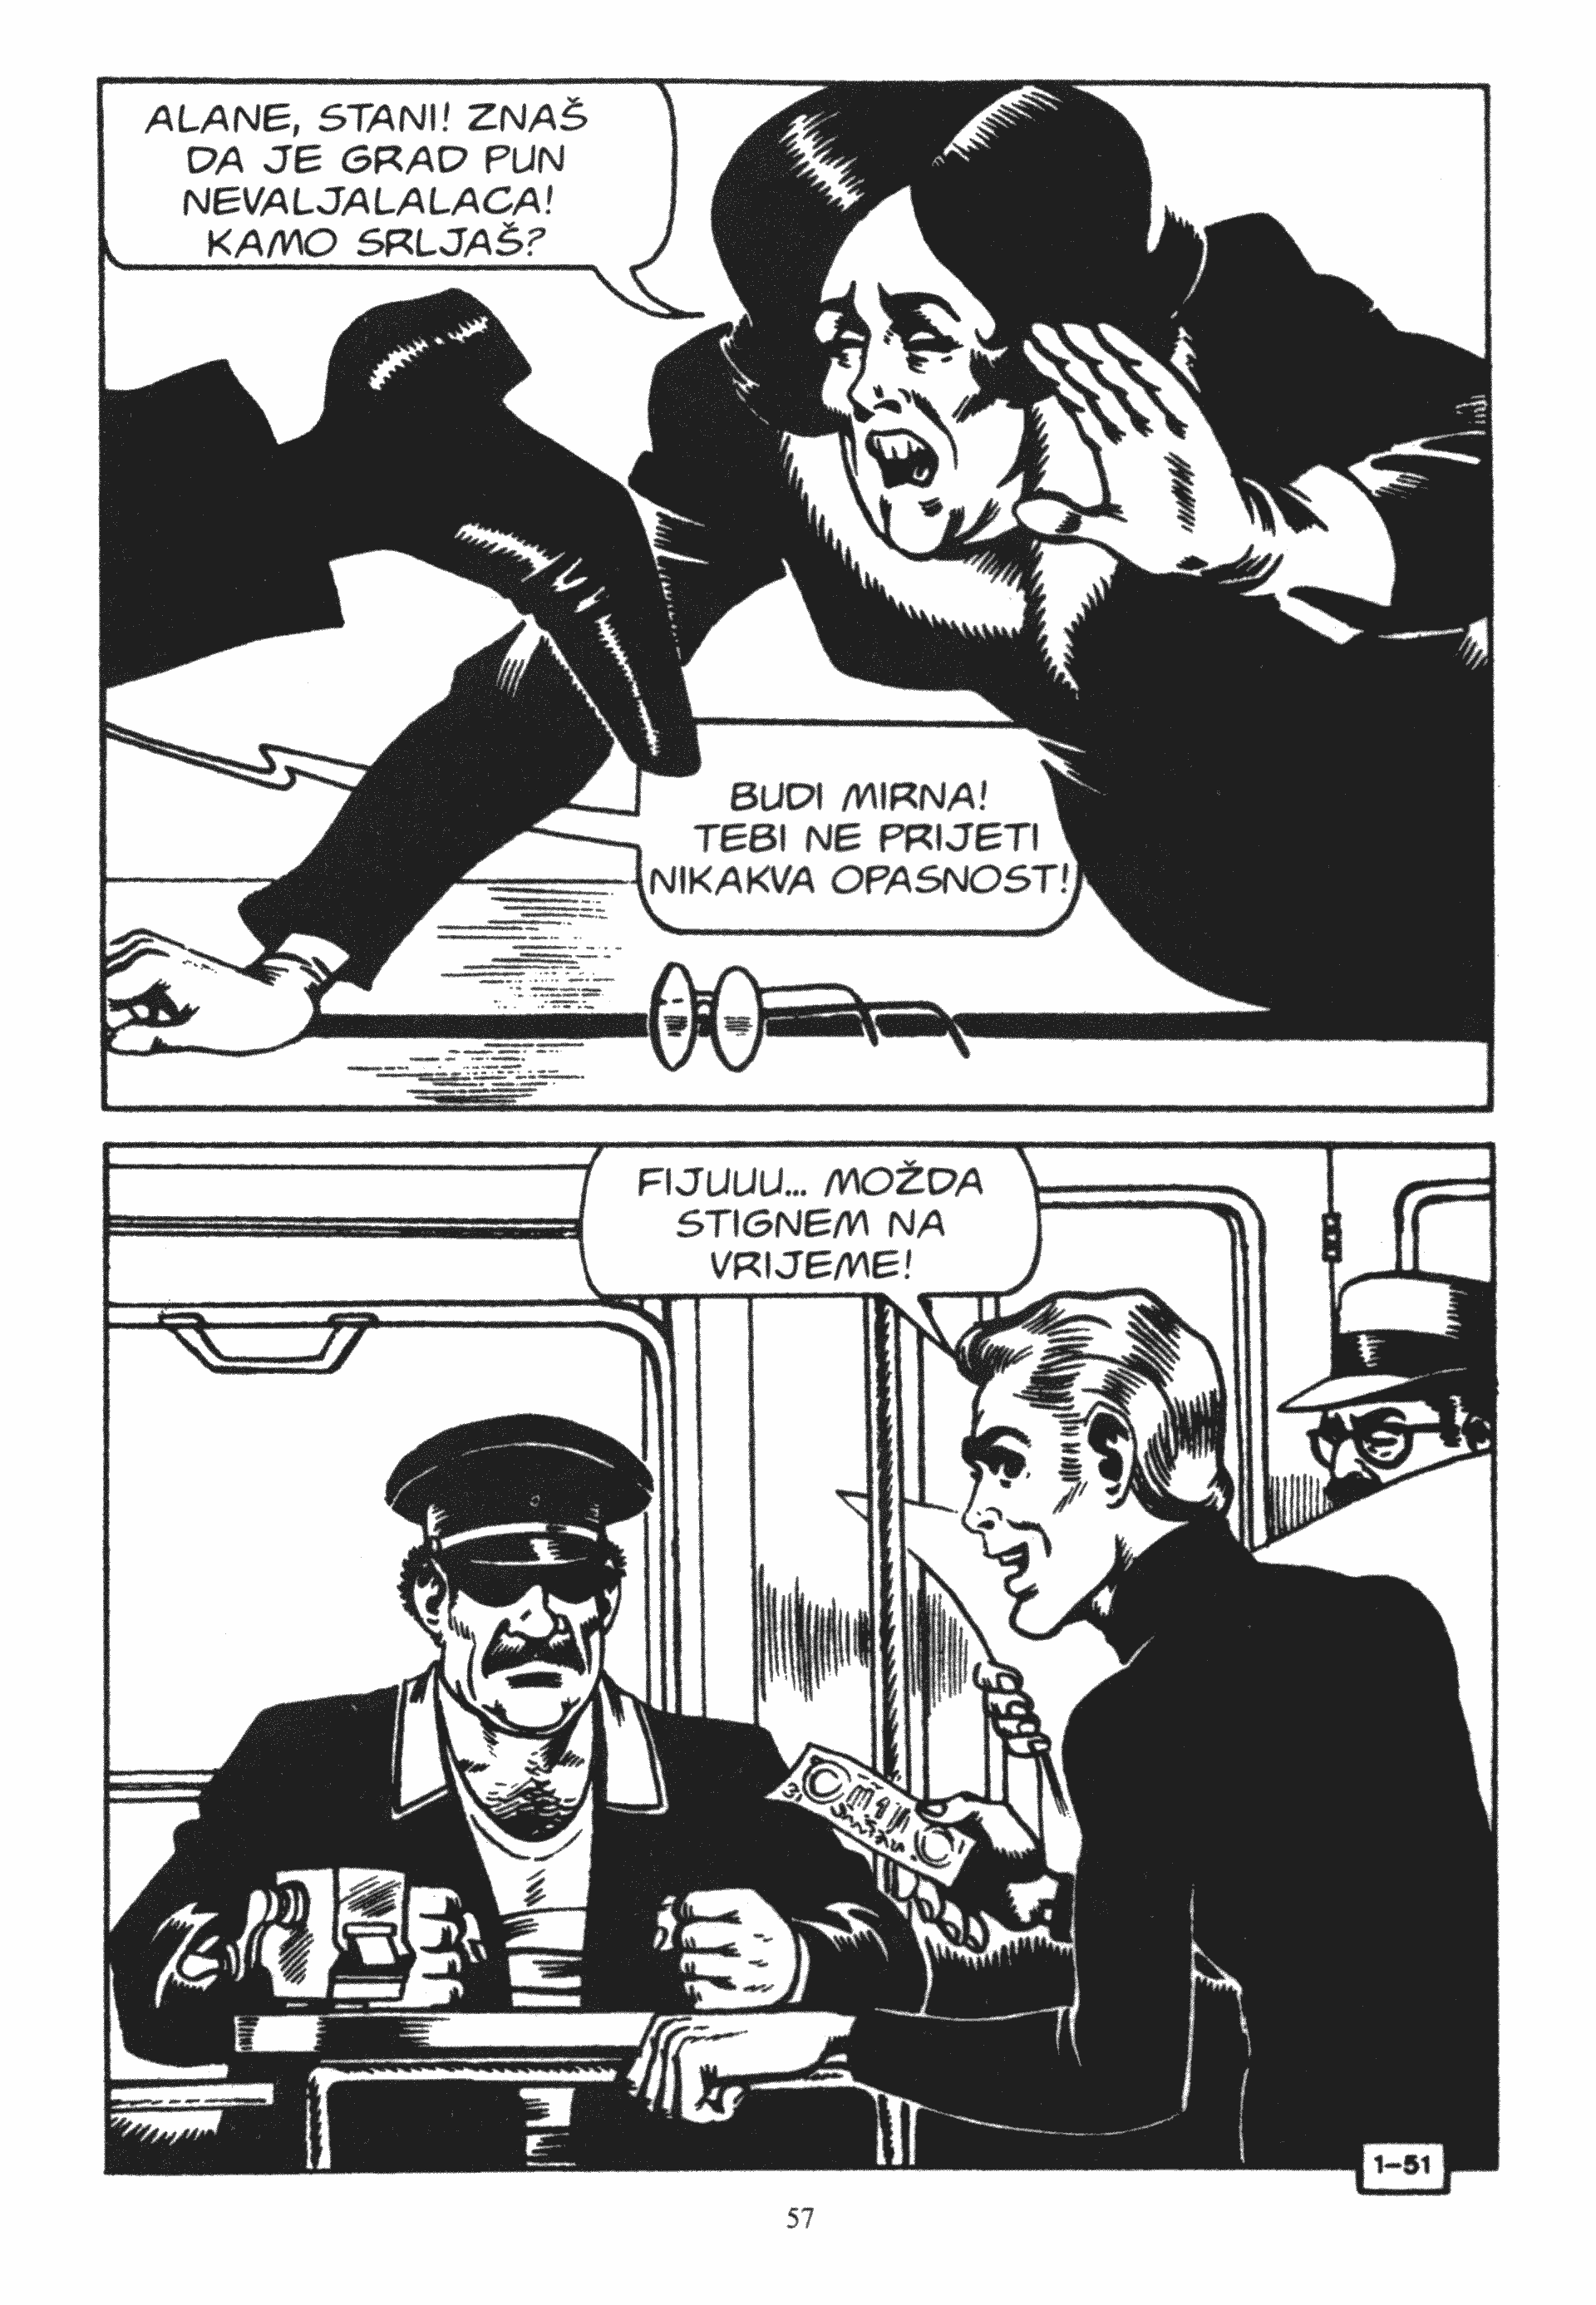 ALANE, STANI! ZNAŠ
DA JE GRAD PUN
NEVALJALALACA!
KAMO SRLJAŠ?
BUDI MIRNA!
TEBI NE PRIJETI
NIKAKVA OPASNOST!
FIJUUU... MOŽDA
STIGNEM NA
VRIJEME!
1-51
57